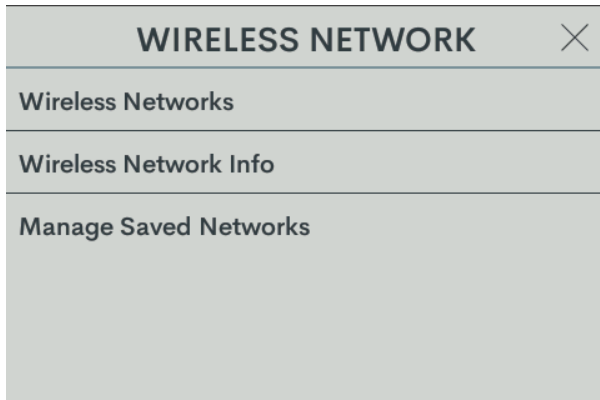 WIRELESS NETWORK
Wireless Networks
Wireless Network Info
Manage Saved Networks